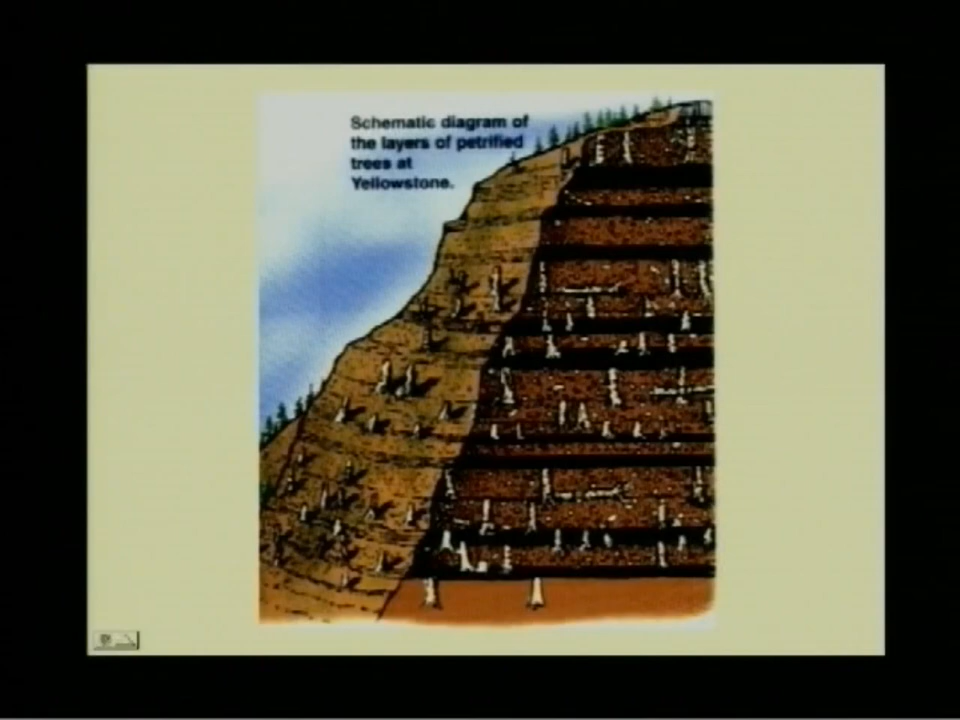 Schematic diagram of
the layers of petrified
trees at
Yellowstone.